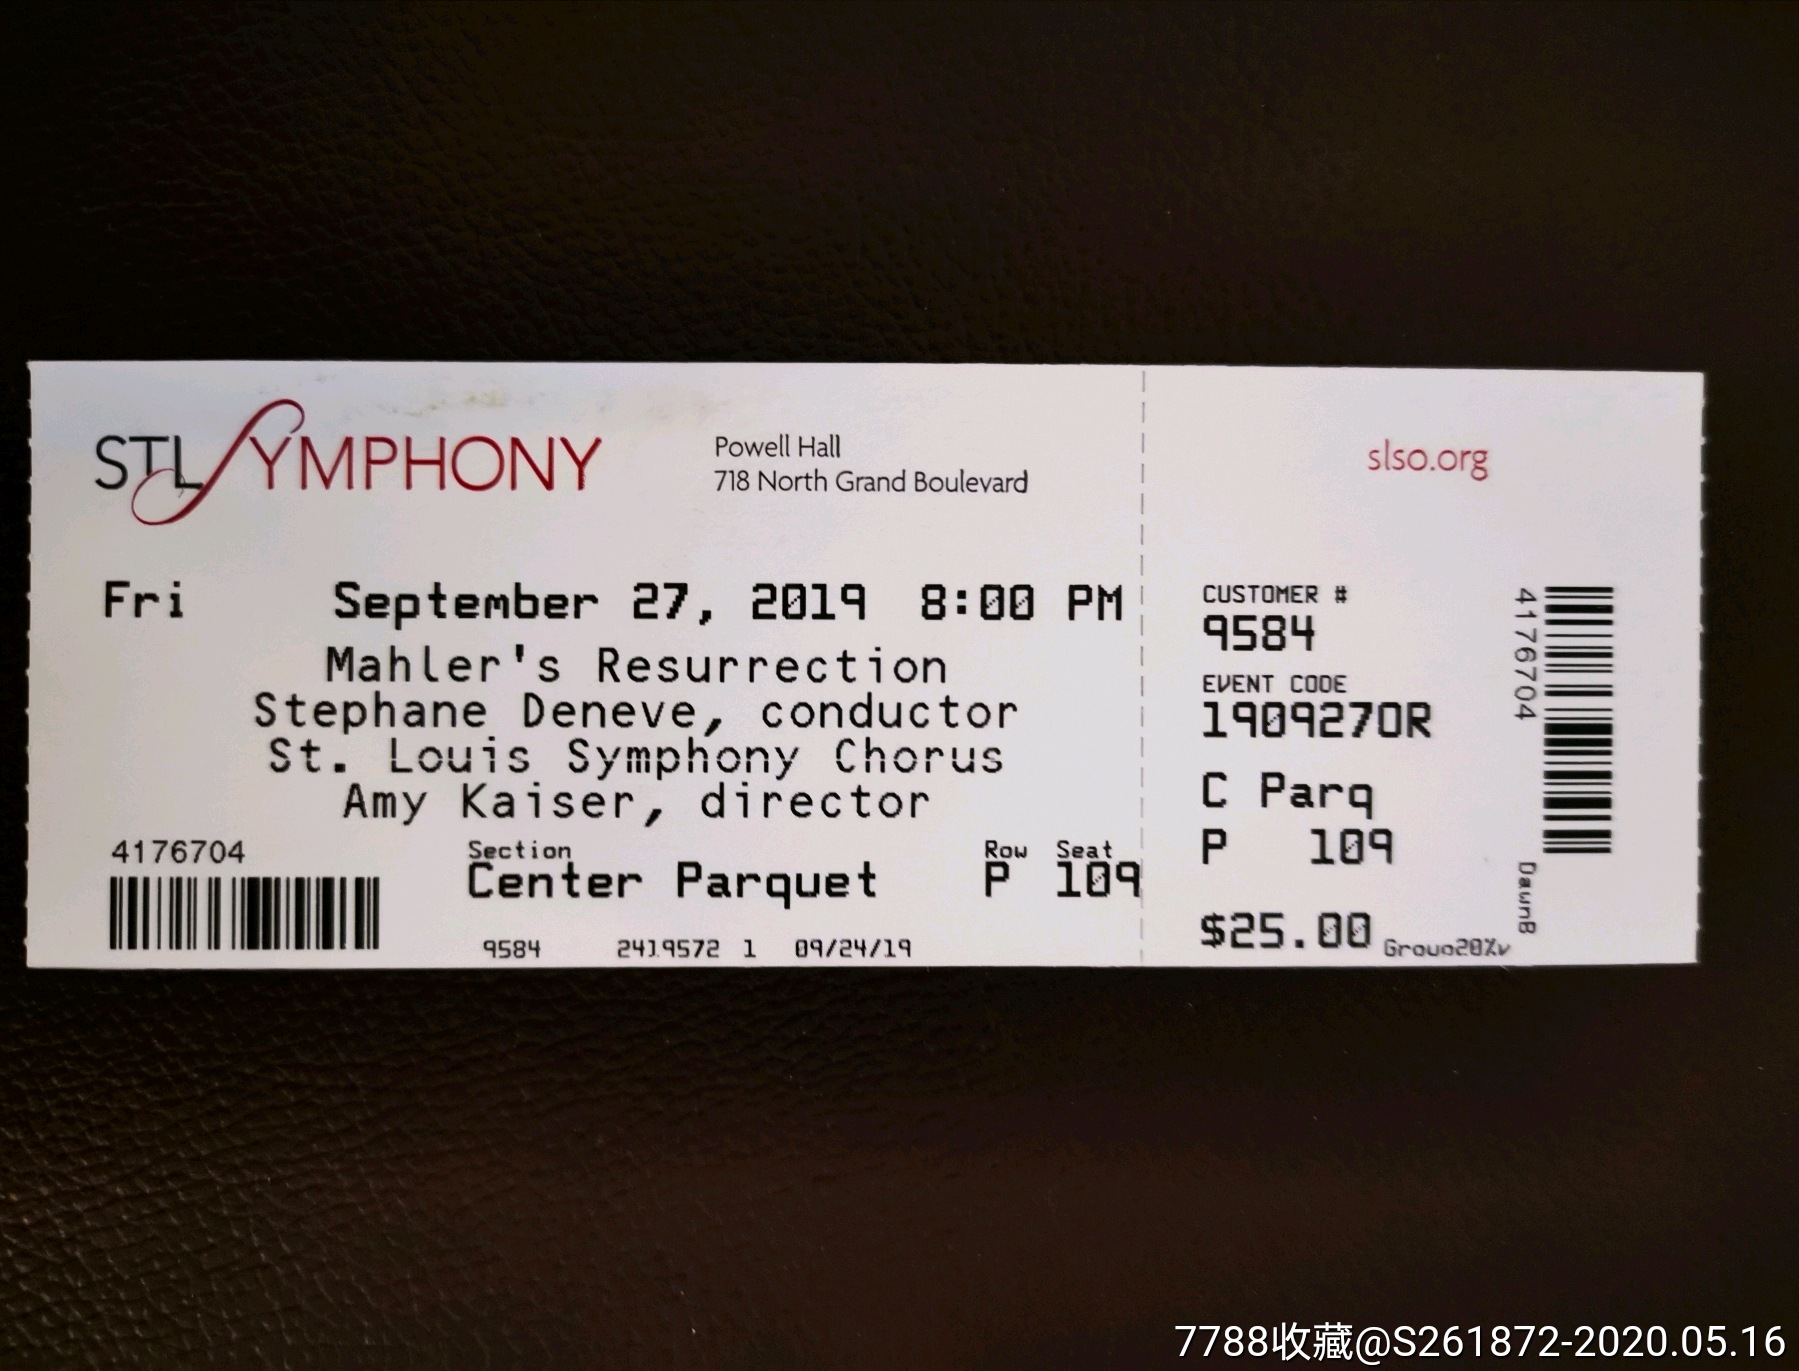 STL SYMPHONY
Powell Hall
718 North Grand Boulevard
Fri September 27, 2019 8:00 PM
Mahler's Resurrection
Stephane Deneve, conductor
St. Louis Symphony Chorus
Amy Kaiser, director
4176704
Section Row Seat
Center Parquet P 109
9584 2419572 1 09/24/19
slso.org
CUSTOMER #
9584
EVENT CODE
190927OR
C Parq
P 109
$25.00
4176704
DawnB
7788收藏@S261872-2020.05.16